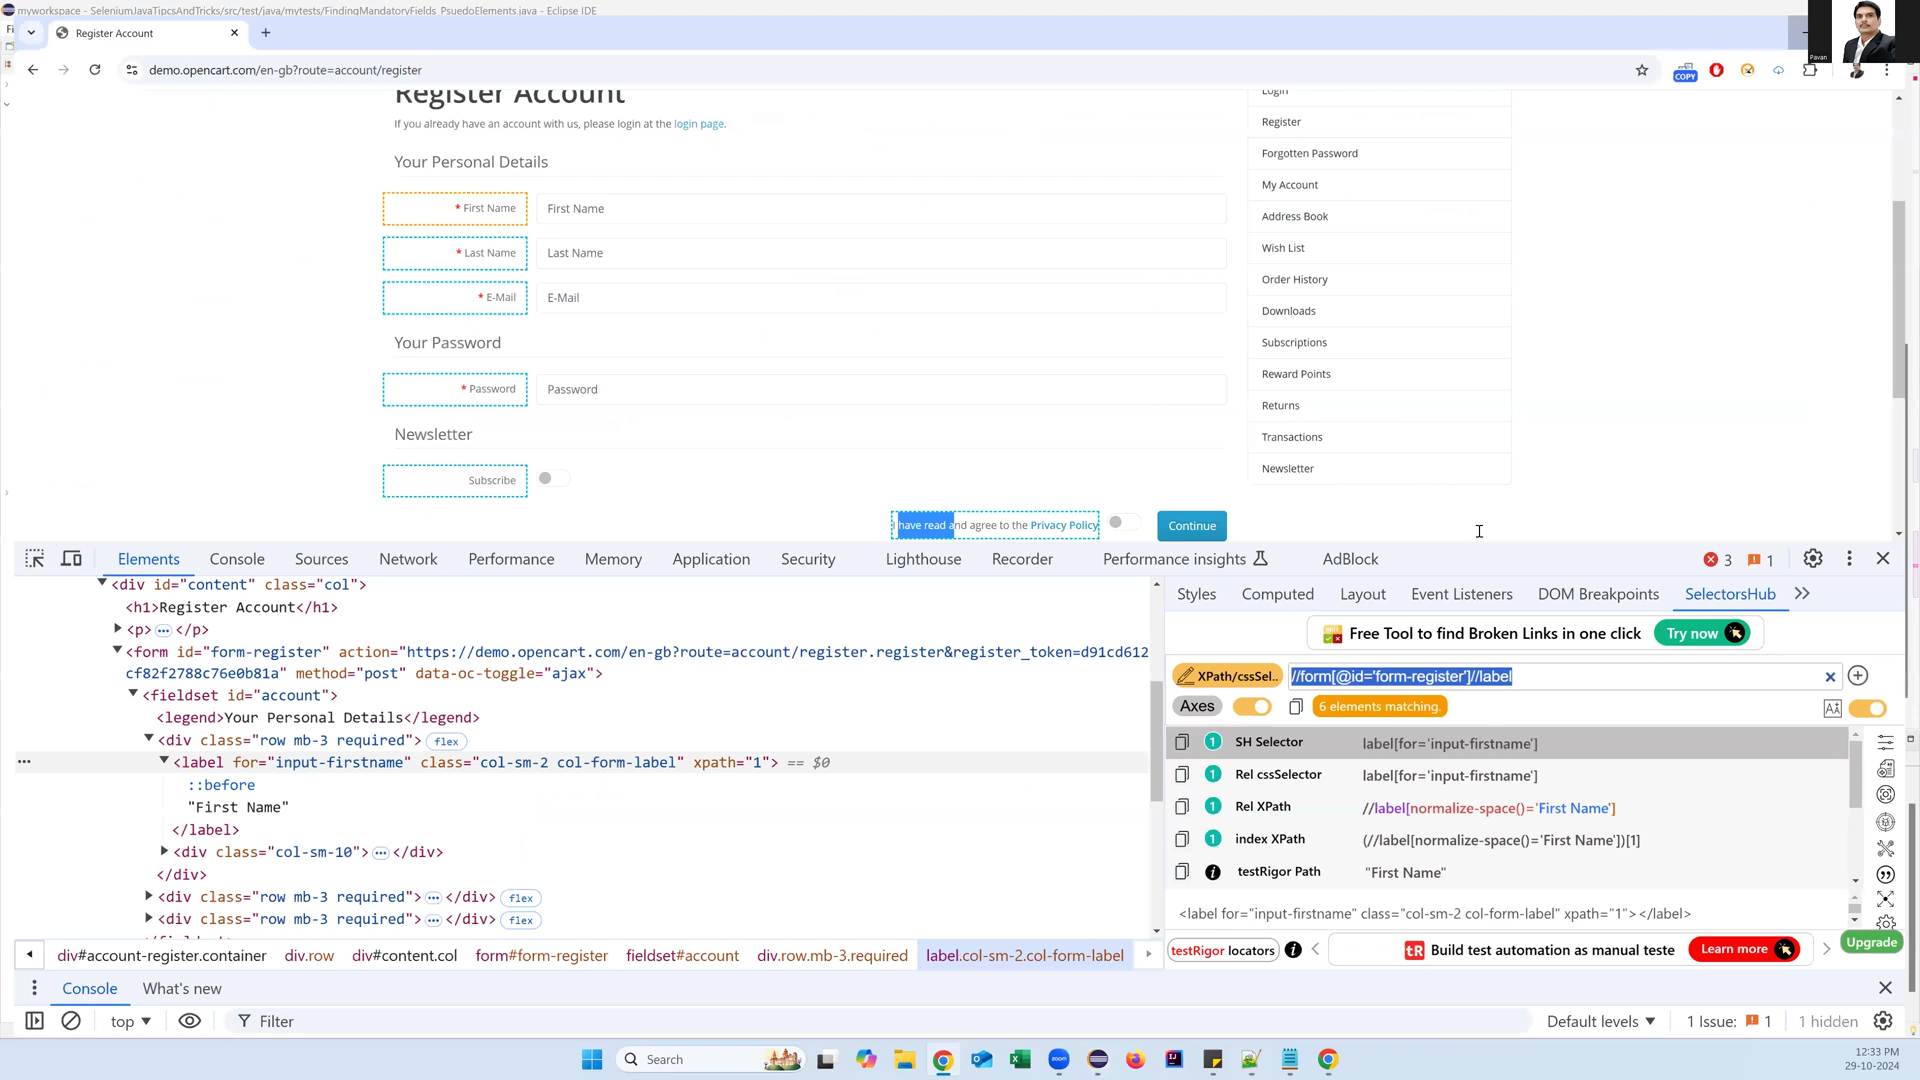 myworkspace - SeleniumJavaTipcsAndTricks/src/test/java/mytests/FindingMandatoryFields_PsuedoElements.java - Eclipse IDE
Register Account
demo.opencart.com/en-gb?route=account/register
COPY
Pavan
Register Account
If you already have an account with us, please login at the login page.
Your Personal Details
* First Name
First Name
* Last Name
Last Name
* E-Mail
E-Mail
Your Password
* Password
Password
Newsletter
Subscribe
I have read and agree to the Privacy Policy
Continue
Login
Register
Forgotten Password
My Account
Address Book
Wish List
Order History
Downloads
Subscriptions
Reward Points
Returns
Transactions
Newsletter
Elements
Console
Sources
Network
Performance
Memory
Application
Security
Lighthouse
Recorder
Performance insights
AdBlock
3
1
<div id="content" class="col">
<h1>Register Account</h1>
<p> ... </p>
<form id="form-register" action="https://demo.opencart.com/en-gb?route=account/register.register&register_token=d91cd612
cf82f2788c76e0b81a" method="post" data-oc-toggle="ajax">
<fieldset id="account">
<legend>Your Personal Details</legend>
<div class="row mb-3 required"> flex
... <label for="input-firstname" class="col-sm-2 col-form-label" xpath="1"> == $0
::before
"First Name"
</label>
<div class="col-sm-10"> ... </div>
</div>
<div class="row mb-3 required"> ... </div> flex
<div class="row mb-3 required"> ... </div> flex
div#account-register.container
div.row
div#content.col
form#form-register
fieldset#account
div.row.mb-3.required
label.col-sm-2.col-form-label
Styles
Computed
Layout
Event Listeners
DOM Breakpoints
SelectorsHub
Free Tool to find Broken Links in one click
Try now
XPath/cssSel..
//form[@id='form-register']//label
Axes
6 elements matching.
1 SH Selector label[for='input-firstname']
1 Rel cssSelector label[for='input-firstname']
1 Rel XPath //label[normalize-space()='First Name']
1 index XPath (//label[normalize-space()='First Name'])[1]
testRigor Path "First Name"
<label for="input-firstname" class="col-sm-2 col-form-label" xpath="1"></label>
testRigor locators
tR Build test automation as manual teste
Learn more
Upgrade
Console
What's new
top
Filter
Default levels
1 Issue: 1
1 hidden
Search
zoom
12:33 PM
29-10-2024